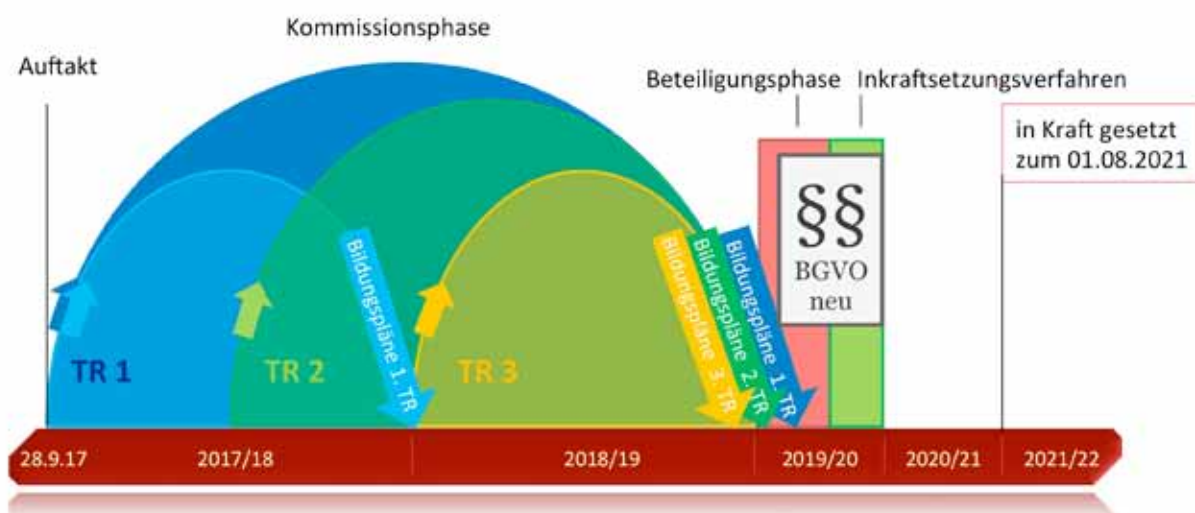 Kommissionsphase
Auftakt
Beteiligungsphase
Inkraftsetzungsverfahren
in Kraft gesetzt
zum 01.08.2021
§§
BGVO
neu
Bildungspläne 1. TR
Bildungspläne 3. TR
Bildungspläne 2. TR
Bildungspläne 1. TR
TR 1
TR 2
TR 3
28.9.17
2017/18
2018/19
2019/20
2020/21
2021/22